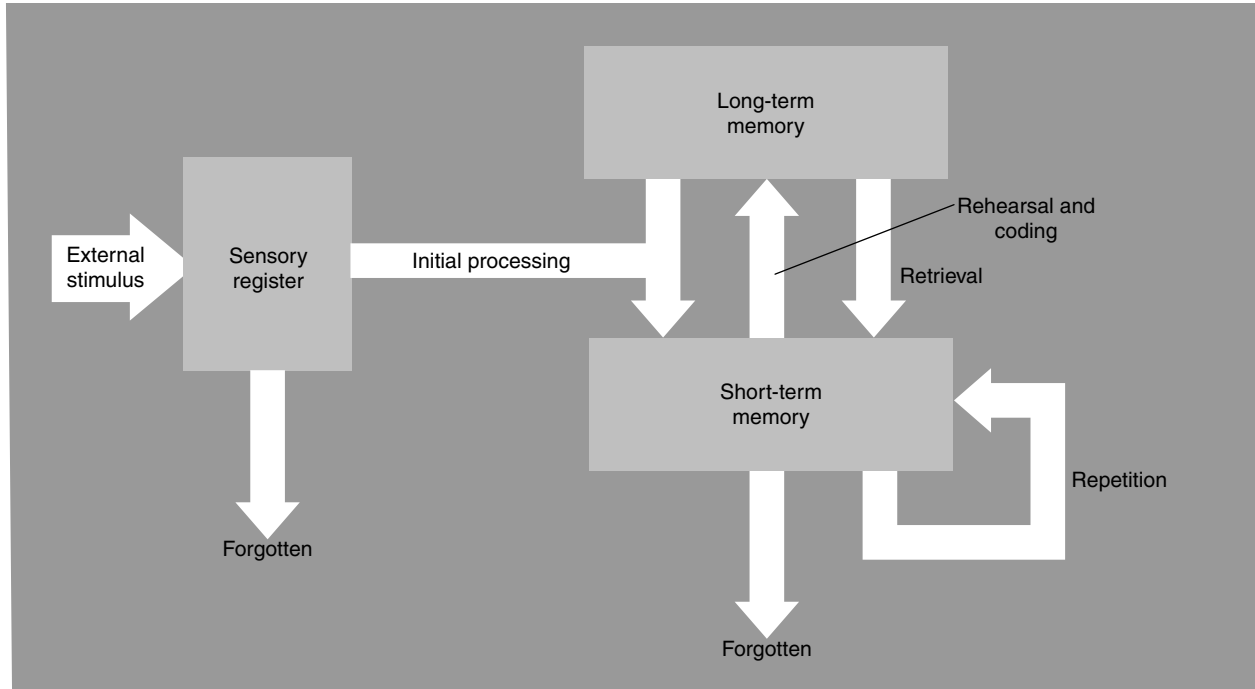 Long-term
memory
External
stimulus
Sensory
register
Initial processing
Rehearsal and
coding
Retrieval
Short-term
memory
Repetition
Forgotten
Forgotten